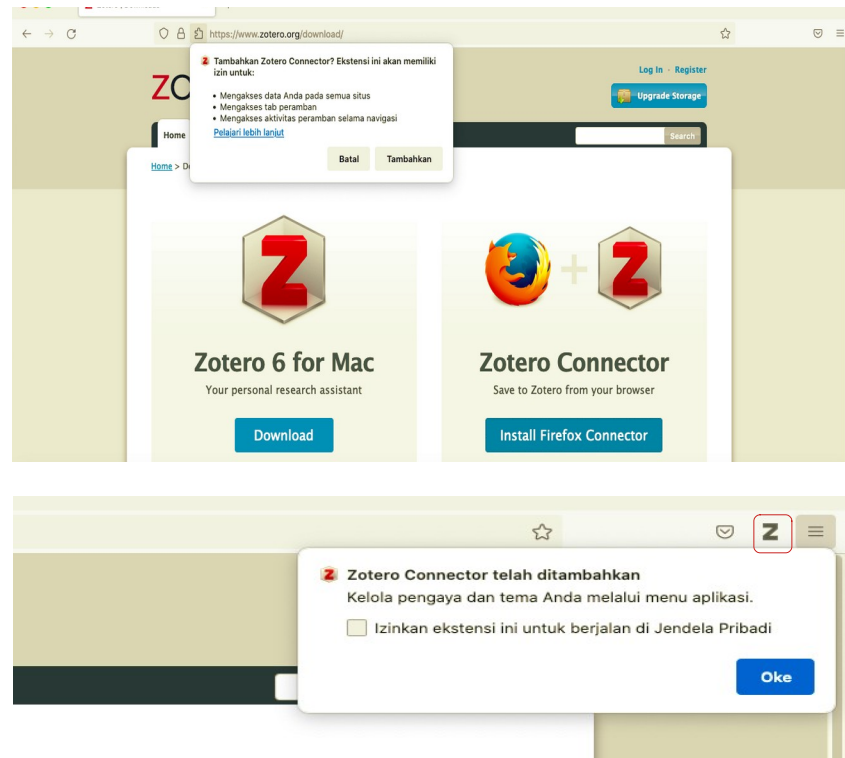 https://www.zotero.org/download/
Tambahkan Zotero Connector? Ekstensi ini akan memiliki
izin untuk:
• Mengakses data Anda pada semua situs
• Mengakses tab peramban
• Mengakses aktivitas peramban selama navigasi
Pelajari lebih lanjut
Batal Tambahkan
Log In · Register
Upgrade Storage
ZO
Home
Search
Home > D
Z
Z
Zotero 6 for Mac
Your personal research assistant
Download
+
Zotero Connector
Save to Zotero from your browser
Install Firefox Connector
Z
Zotero Connector telah ditambahkan
Kelola pengaya dan tema Anda melalui menu aplikasi.
Izinkan ekstensi ini untuk berjalan di Jendela Pribadi
Oke